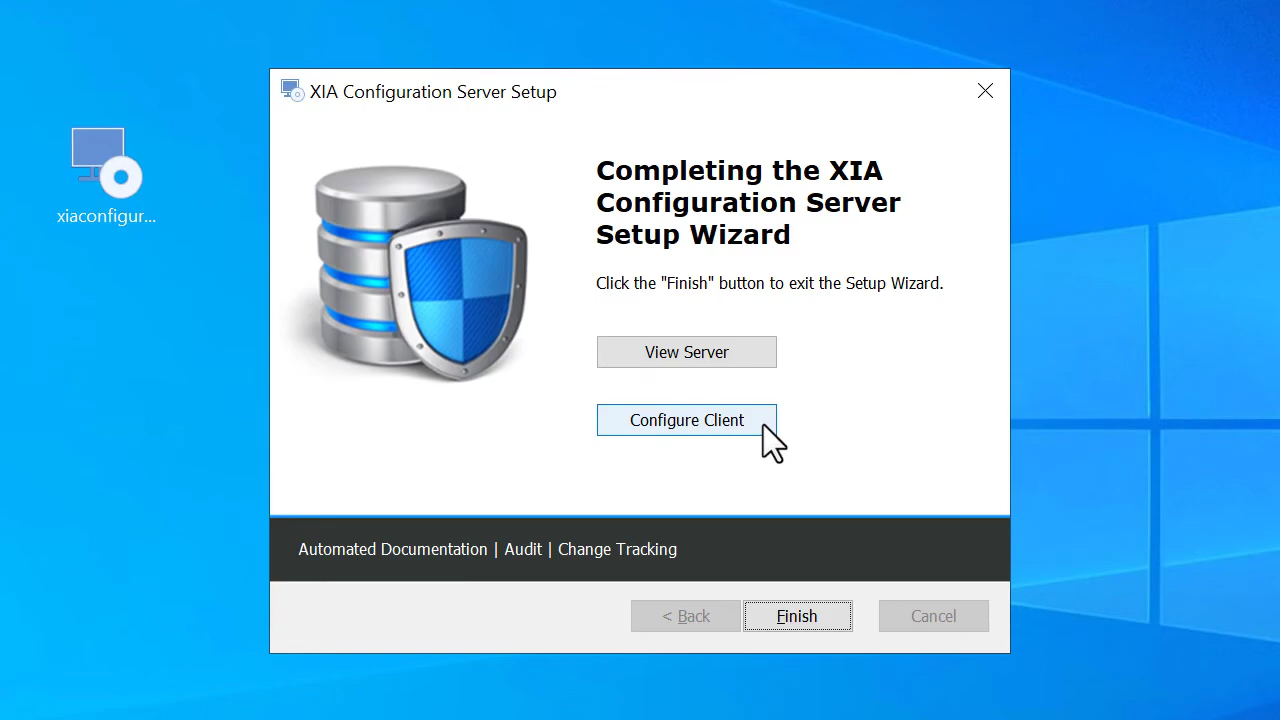 XIA Configuration Server Setup
xiaconfigur...
Completing the XIA
Configuration Server
Setup Wizard
Click the "Finish" button to exit the Setup Wizard.
View Server
Configure Client
Automated Documentation | Audit | Change Tracking
< Back
Finish
Cancel